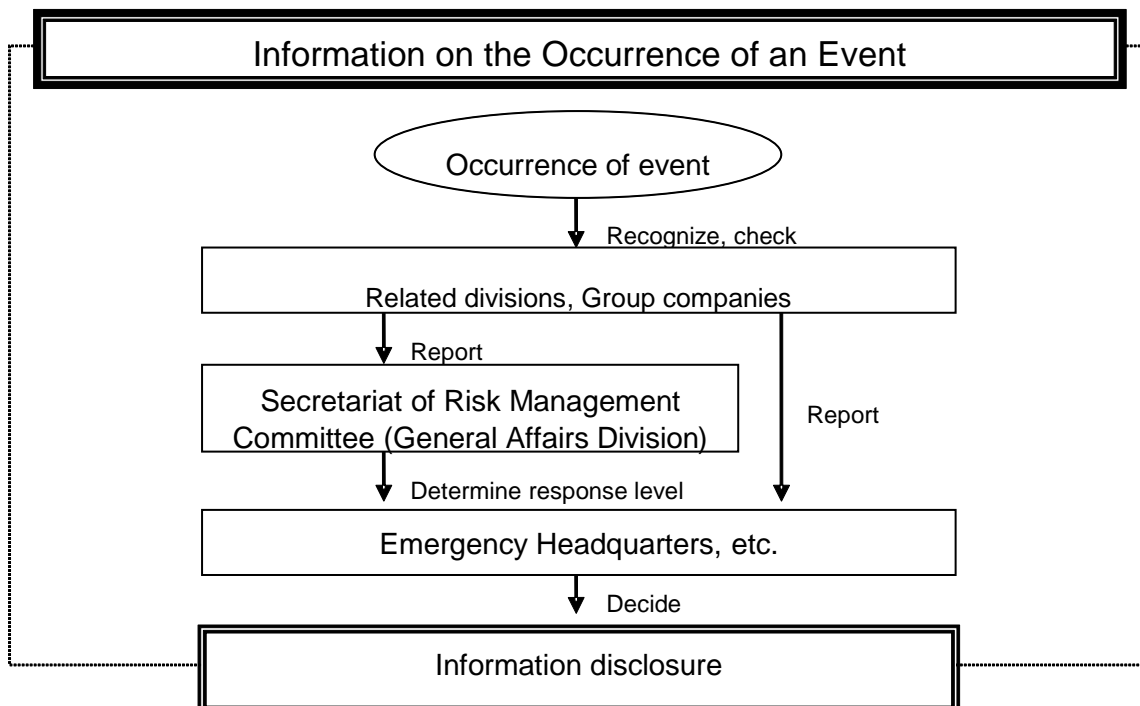 Information on the Occurrence of an Event
Occurrence of event
Recognize, check
Related divisions, Group companies
Report
Secretariat of Risk Management
Committee (General Affairs Division)
Report
Determine response level
Emergency Headquarters, etc.
Decide
Information disclosure